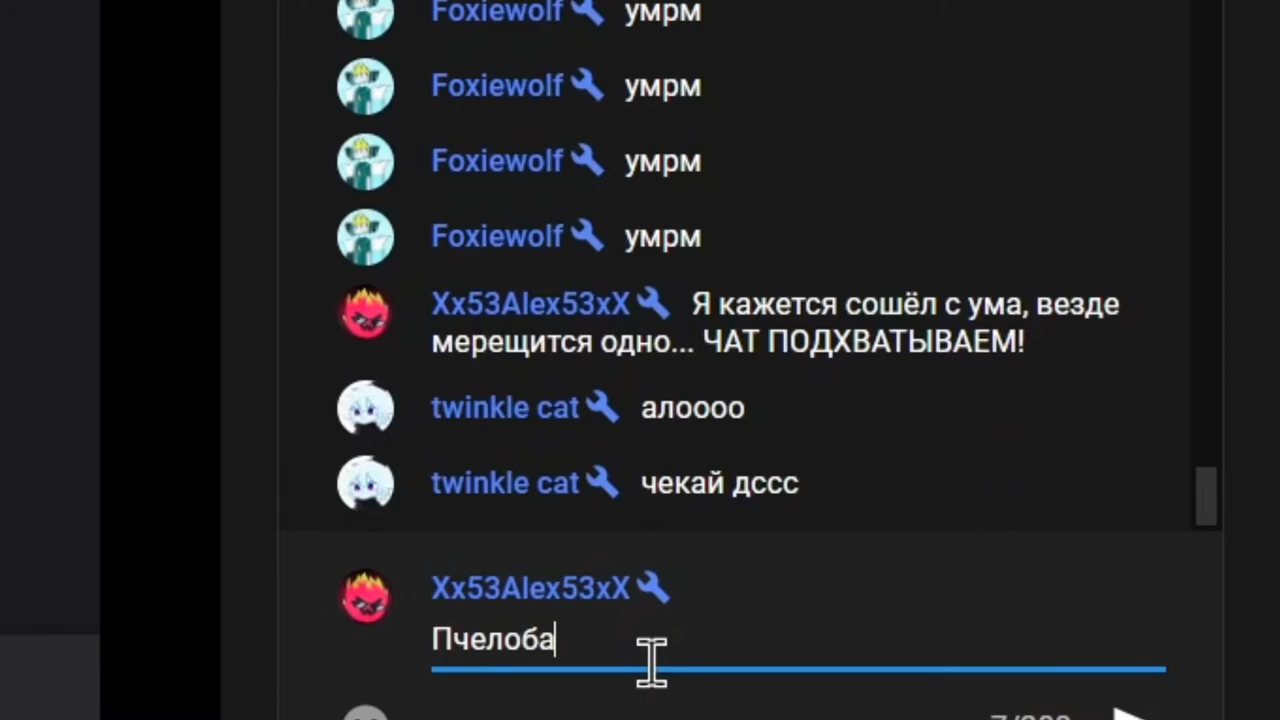 Foxiewolf умрм
Foxiewolf умрм
Foxiewolf умрм
Foxiewolf умрм
Xx53Alex53xX Я кажется сошёл с ума, везде
мерещится одно... ЧАТ ПОДХВАТЫВАЕМ!
twinkle cat алоооо
twinkle cat чекай дссс
Xx53Alex53xX
Пчелоба